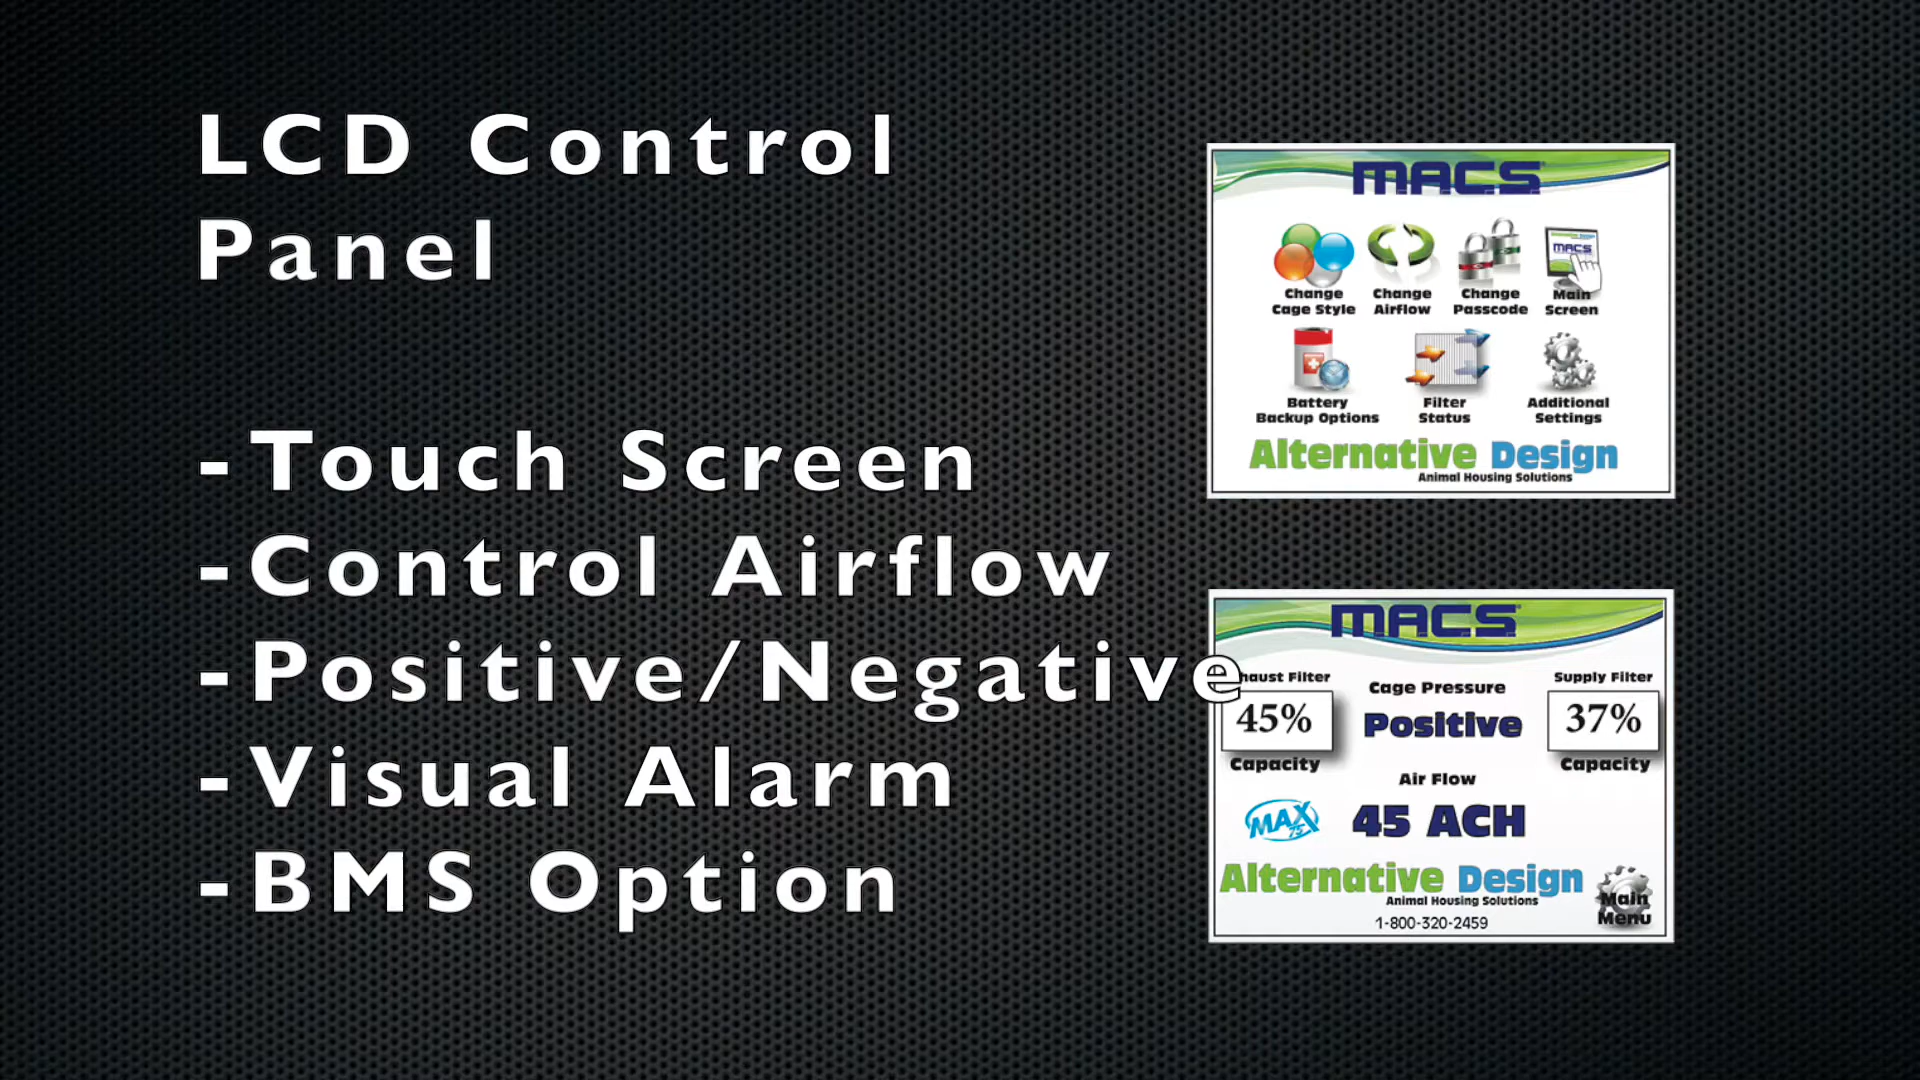 LCD Control
Panel
-Touch Screen
-Control Airflow
-Positive/Negative
-Visual Alarm
-BMS Option
MACS
MACS
Change
Cage Style
Change
Airflow
Change
Passcode
Main
Screen
Battery
Backup Options
Filter
Status
Additional
Settings
Alternative Design
Animal Housing Solutions
MACS
haust Filter
45%
Capacity
Cage Pressure
Positive
Supply Filter
37%
Capacity
Air Flow
45 ACH
MAX
75
Alternative Design
Animal Housing Solutions
1-800-320-2459
Main
Menu